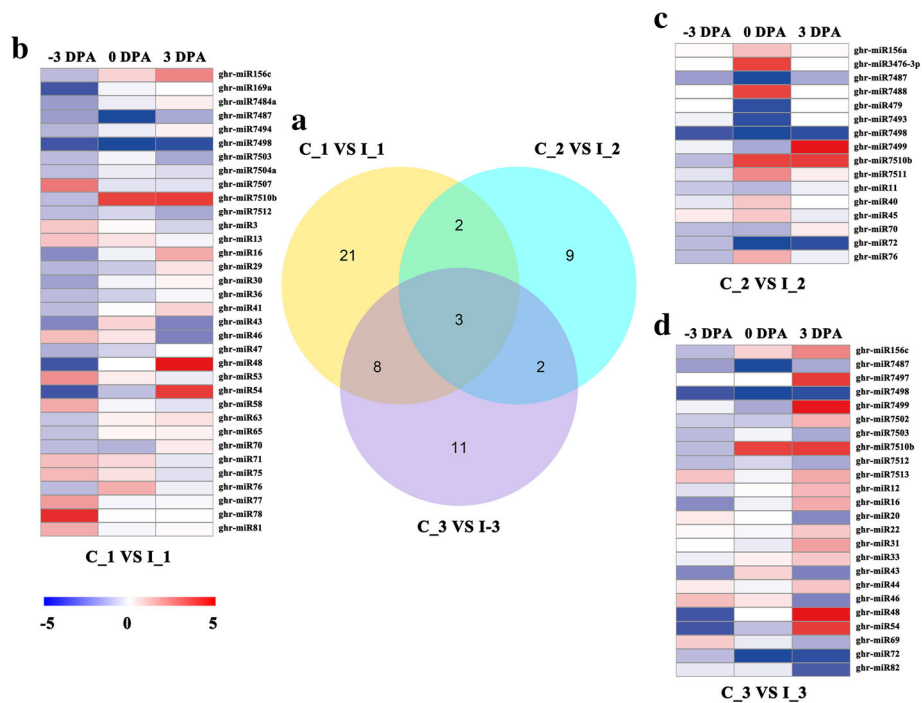 b
-3 DPA 0 DPA 3 DPA
ghr-miR156c
ghr-miR169a
ghr-miR7484a
ghr-miR7487
ghr-miR7494
ghr-miR7498
ghr-miR7503
ghr-miR7504a
ghr-miR7507
ghr-miR7510b
ghr-miR7512
ghr-miR3
ghr-miR13
ghr-miR16
ghr-miR29
ghr-miR30
ghr-miR36
ghr-miR41
ghr-miR43
ghr-miR46
ghr-miR47
ghr-miR48
ghr-miR53
ghr-miR54
ghr-miR58
ghr-miR63
ghr-miR65
ghr-miR70
ghr-miR71
ghr-miR75
ghr-miR76
ghr-miR77
ghr-miR78
ghr-miR81
C_1 VS I_1
-5 0 5
a
C_1 VS I_1 C_2 VS I_2
2
21 9
3
8 2
11
C_3 VS I-3
c
-3 DPA 0 DPA 3 DPA
ghr-miR156a
ghr-miR3476-3p
ghr-miR7487
ghr-miR7488
ghr-miR479
ghr-miR7493
ghr-miR7498
ghr-miR7499
ghr-miR7510b
ghr-miR7511
ghr-miR11
ghr-miR40
ghr-miR45
ghr-miR70
ghr-miR72
ghr-miR76
C_2 VS I_2
d
-3 DPA 0 DPA 3 DPA
ghr-miR156c
ghr-miR7487
ghr-miR7497
ghr-miR7498
ghr-miR7499
ghr-miR7502
ghr-miR7503
ghr-miR7510b
ghr-miR7512
ghr-miR7513
ghr-miR12
ghr-miR16
ghr-miR20
ghr-miR22
ghr-miR31
ghr-miR33
ghr-miR43
ghr-miR44
ghr-miR46
ghr-miR48
ghr-miR54
ghr-miR69
ghr-miR72
ghr-miR82
C_3 VS I_3